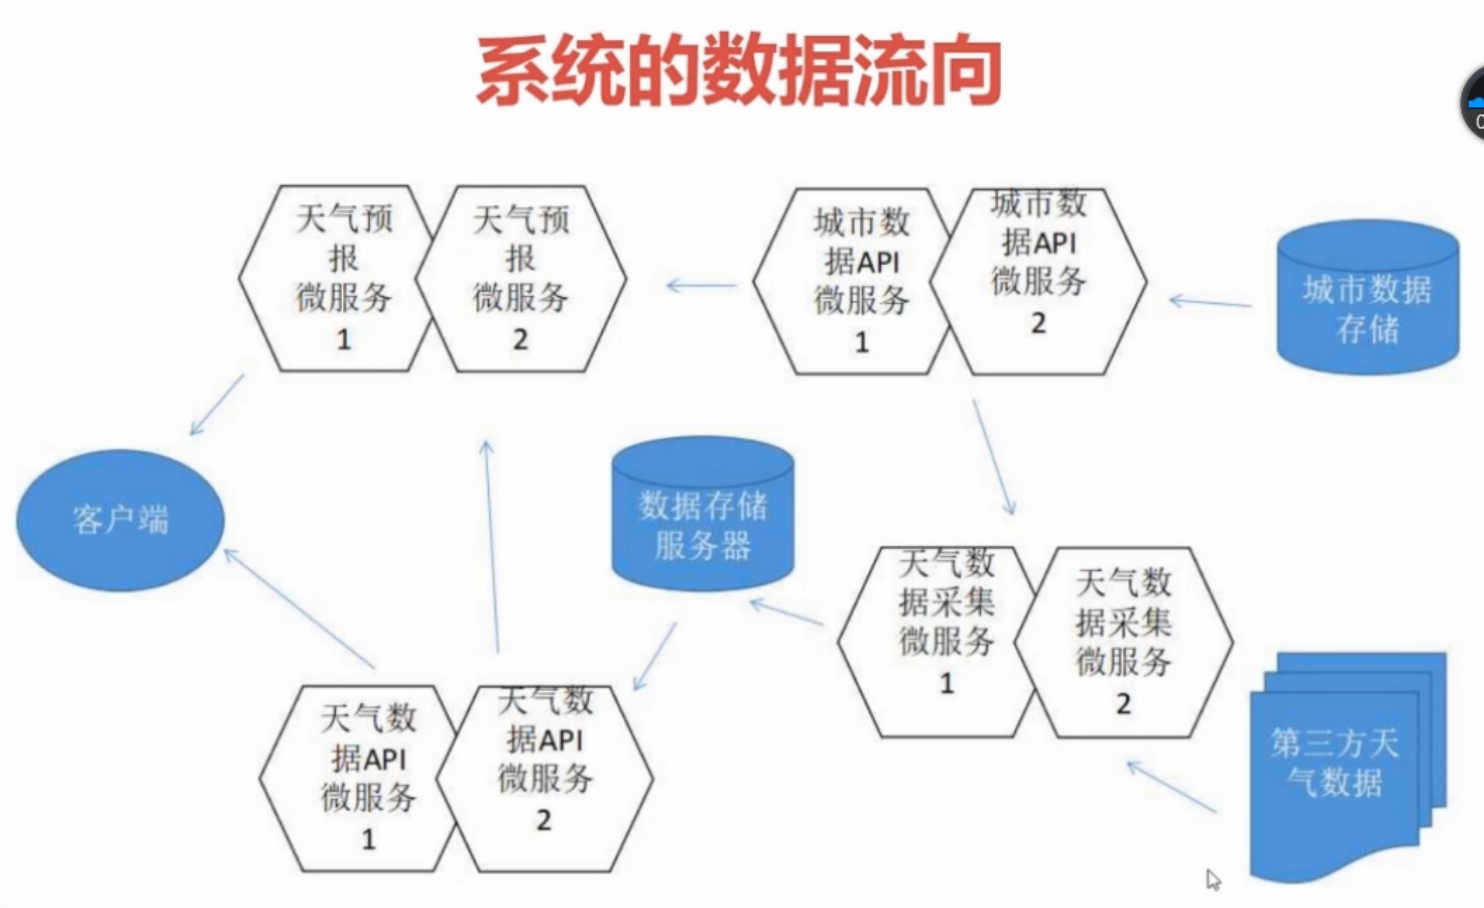 系统的数据流向
天气预
报
微服务
1
天气预
报
微服务
2
城市数
据API
微服务
1
城市数
据API
微服务
2
城市数据
存储
客户端
数据存储
服务器
天气数
据采集
微服务
1
天气数
据采集
微服务
2
天气数
据API
微服务
1
天气数
据API
微服务
2
第三方天
气数据